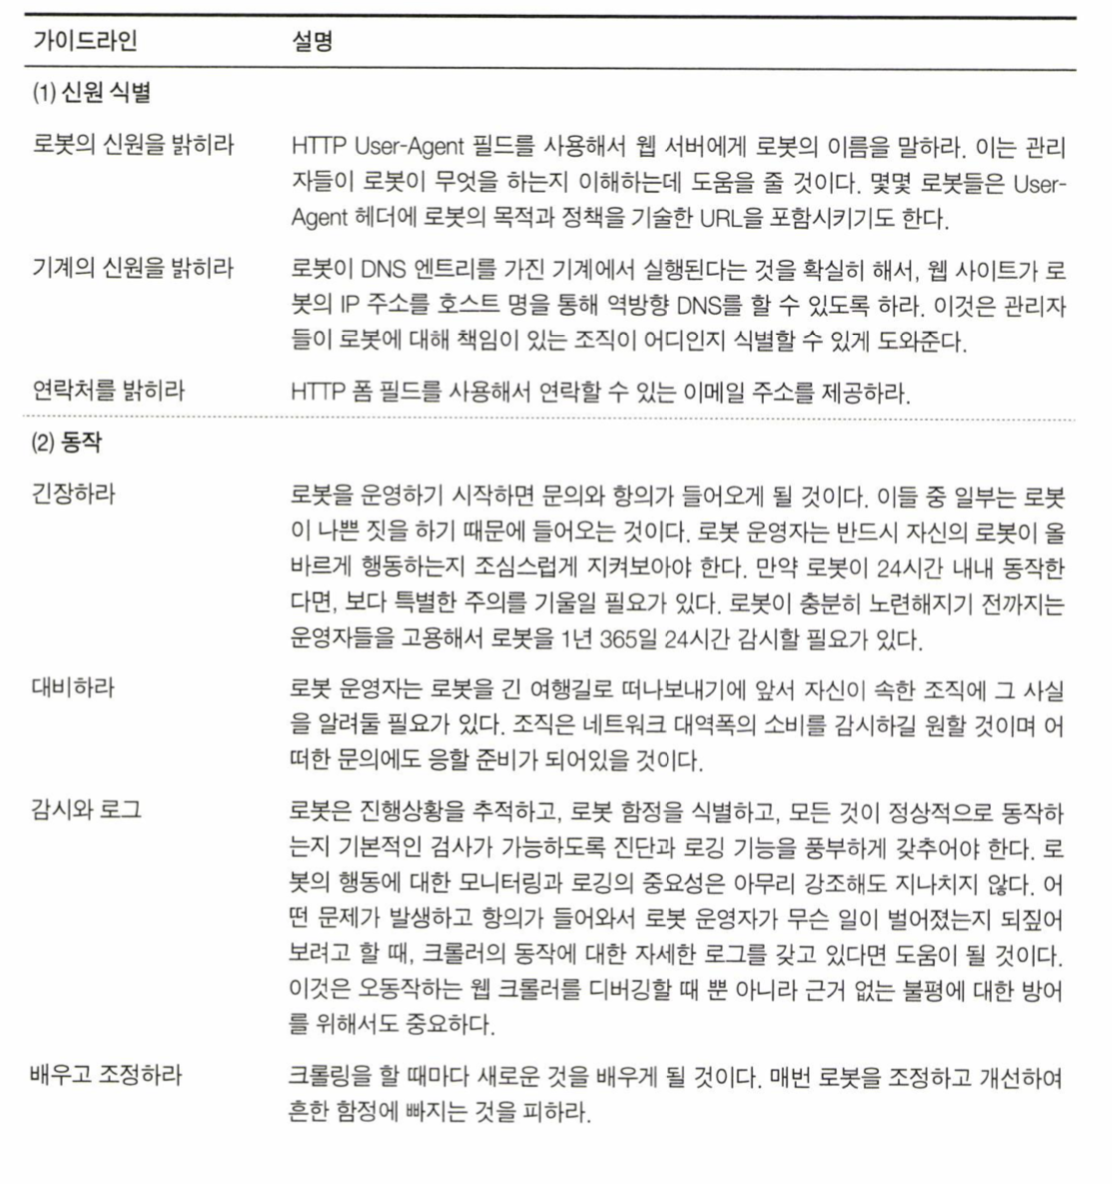 가이드라인 설명
(1) 신원 식별
로봇의 신원을 밝히라 HTTP User-Agent 필드를 사용해서 웹 서버에게 로봇의 이름을 말하라. 이는 관리
자들이 로봇이 무엇을 하는지 이해하는데 도움을 줄 것이다. 몇몇 로봇들은 User-
Agent 헤더에 로봇의 목적과 정책을 기술한 URL을 포함시키기도 한다.
기계의 신원을 밝히라 로봇이 DNS 엔트리를 가진 기계에서 실행된다는 것을 확실히 해서, 웹 사이트가 로
봇의 IP 주소를 호스트 명을 통해 역방향 DNS를 할 수 있도록 하라. 이것은 관리자
들이 로봇에 대해 책임이 있는 조직이 어디인지 식별할 수 있게 도와준다.
연락처를 밝히라 HTTP 폼 필드를 사용해서 연락할 수 있는 이메일 주소를 제공하라.
(2) 동작
긴장하라 로봇을 운영하기 시작하면 문의와 항의가 들어오게 될 것이다. 이들 중 일부는 로봇
이 나쁜 짓을 하기 때문에 들어오는 것이다. 로봇 운영자는 반드시 자신의 로봇이 올
바르게 행동하는지 조심스럽게 지켜보아야 한다. 만약 로봇이 24시간 내내 동작한
다면, 보다 특별한 주의를 기울일 필요가 있다. 로봇이 충분히 노련해지기 전까지는
운영자들을 고용해서 로봇을 1년 365일 24시간 감시할 필요가 있다.
대비하라 로봇 운영자는 로봇을 긴 여행길로 떠나보내기에 앞서 자신이 속한 조직에 그 사실
을 알려둘 필요가 있다. 조직은 네트워크 대역폭의 소비를 감시하길 원할 것이며 어
떠한 문의에도 응할 준비가 되어있을 것이다.
감시와 로그 로봇은 진행상황을 추적하고, 로봇 함정을 식별하고, 모든 것이 정상적으로 동작하
는지 기본적인 검사가 가능하도록 진단과 로깅 기능을 풍부하게 갖추어야 한다. 로
봇의 행동에 대한 모니터링과 로깅의 중요성은 아무리 강조해도 지나치지 않다. 어
떤 문제가 발생하고 항의가 들어와서 로봇 운영자가 무슨 일이 벌어졌는지 되짚어
보려고 할 때, 크롤러의 동작에 대한 자세한 로그를 갖고 있다면 도움이 될 것이다.
이것은 오동작하는 웹 크롤러를 디버깅할 때 뿐 아니라 근거 없는 불평에 대한 방어
를 위해서도 중요하다.
배우고 조정하라 크롤링을 할 때마다 새로운 것을 배우게 될 것이다. 매번 로봇을 조정하고 개선하여
흔한 함정에 빠지는 것을 피하라.